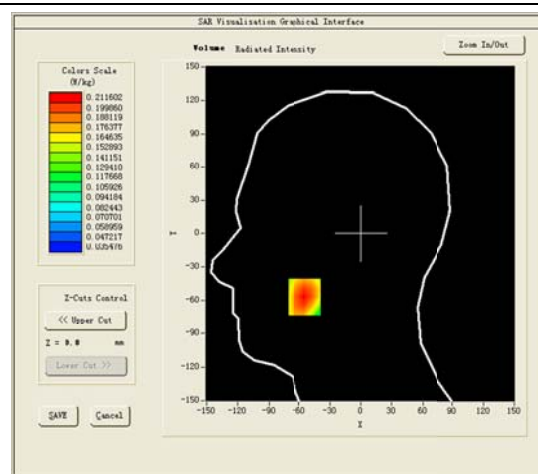 SAR Visualisation Graphical Interface
Volume Radiated Intensity
Zoom In/Out
Colors Scale
(W/kg)
0.211602
0.199860
0.188119
0.176377
0.164635
0.152893
0.141151
0.129410
0.117668
0.105926
0.094184
0.082443
0.070701
0.058959
0.047217
0.035476
Z-Cuts Control
<< Upper Cut
Z = 0.0 mm
Lower Cut >>
SAVE Cancel
150
120
90
60
30
0
-30
-60
-90
-120
-150
Y
-150 -120 -90 -60 -30 0 30 60 90 120 150
X